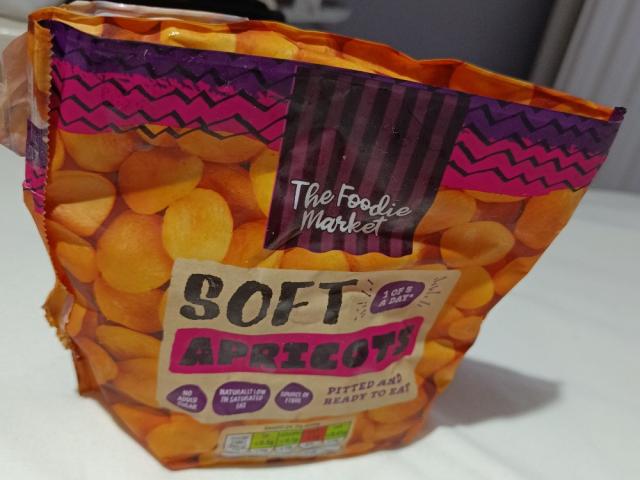 The Foodie
Market
SOFT
1 OF 5
A DAY*
APRICOTS
NO
ADDED
SUGAR
NATURALLY LOW
IN SATURATED
FAT
SOURCE OF
FIBRE
PITTED AND
READY TO EAT